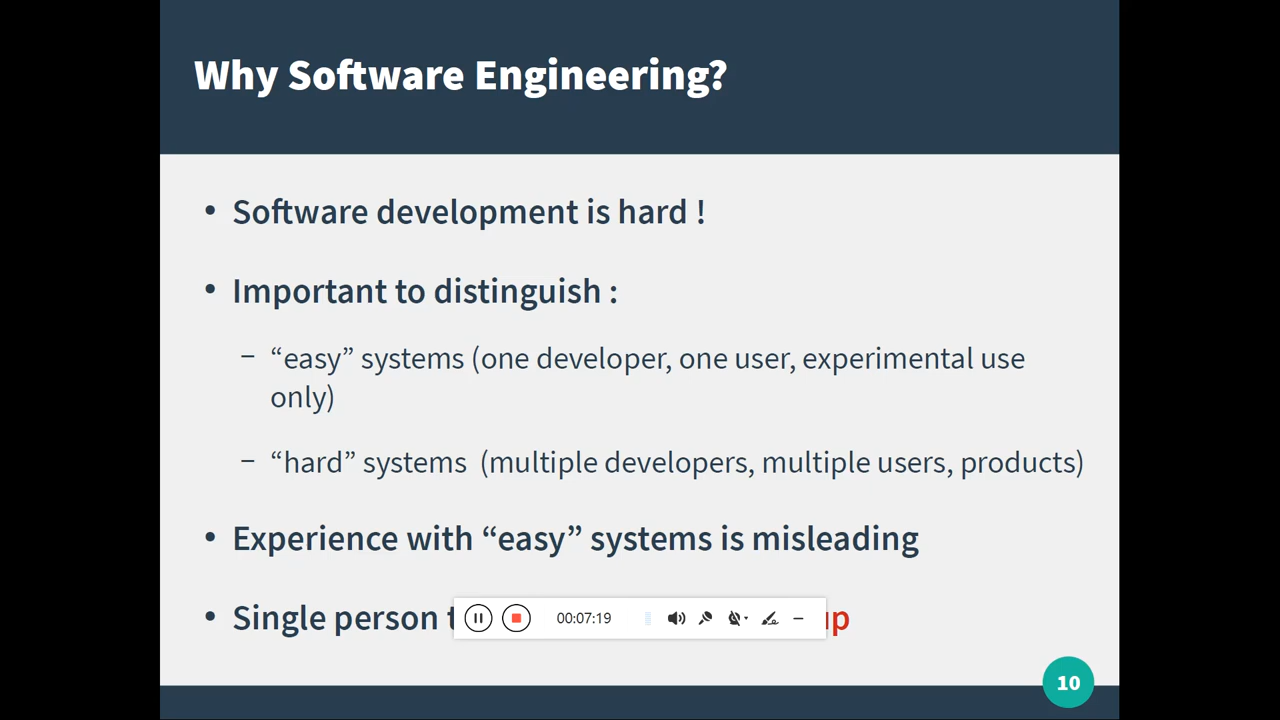 Why Software Engineering?
• Software development is hard !
• Important to distinguish :
– “easy” systems (one developer, one user, experimental use
only)
– “hard” systems (multiple developers, multiple users, products)
• Experience with “easy” systems is misleading
• Single person
00:07:19
10